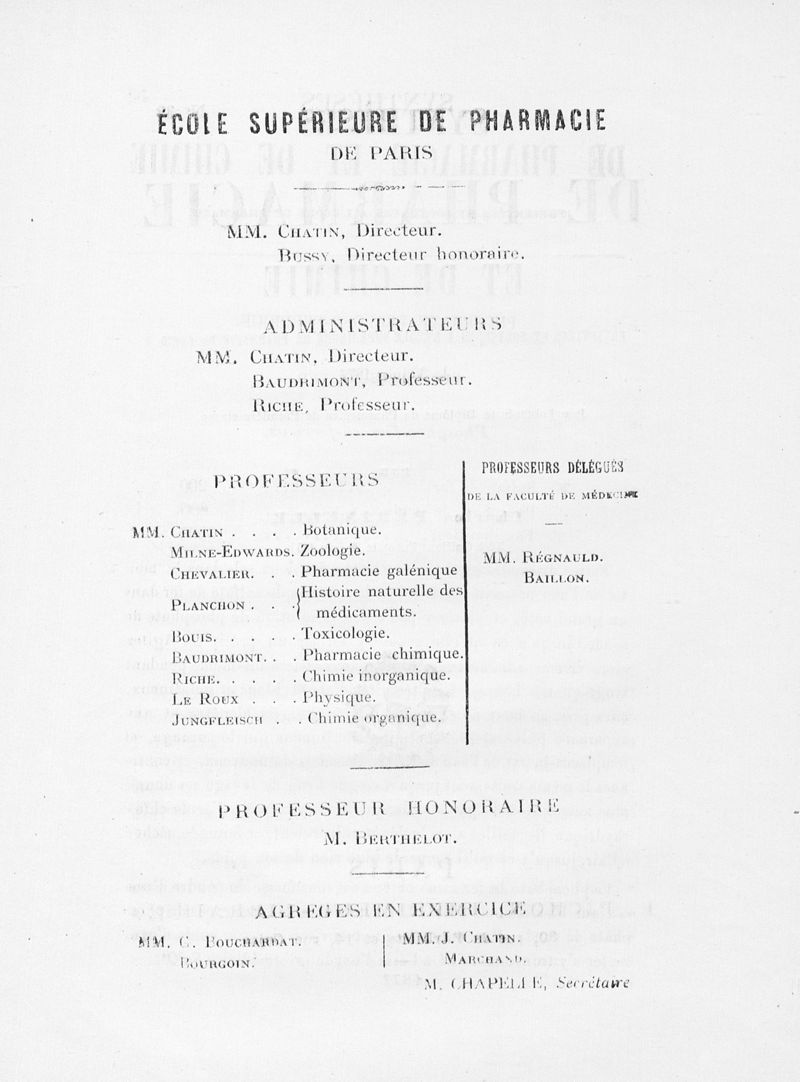 ÉCOLE SUPÉRIEURE DE PHARMACIE
DE PARIS
MM. CHATIN, Directeur.
BUSSY, Directeur honoraire.
ADMINISTRATEURS
MM. CHATIN, Directeur.
BAUDRIMONT, Professeur.
RICHE, Professeur.
PROFESSEURS
MM. CHATIN . . . . Botanique.
MILNE-EDWARDS. Zoologie.
CHEVALIER. . . Pharmacie galénique
PLANCHON . . . { Histoire naturelle des
médicaments.
BOUIS. . . . . Toxicologie.
BAUDRIMONT. . . Pharmacie chimique.
RICHE. . . . . Chimie inorganique.
LE ROUX . . . Physique.
JUNGFLEISCH . . Chimie organique.
PROFESSEURS DÉLÉGUÉS
DE LA FACULTÉ DE MÉDECINE
MM. RÉGNAULD.
BAILLON.
PROFESSEUR HONORAIRE
M. BERTHELOT.
AGRÉGÉS EN EXERCICE
MM. C. BOUCHARDAT.
BOURGOIN.
MM. J. CHATIN.
MARCHAND.
M. CHAPELLE, Secrétaire